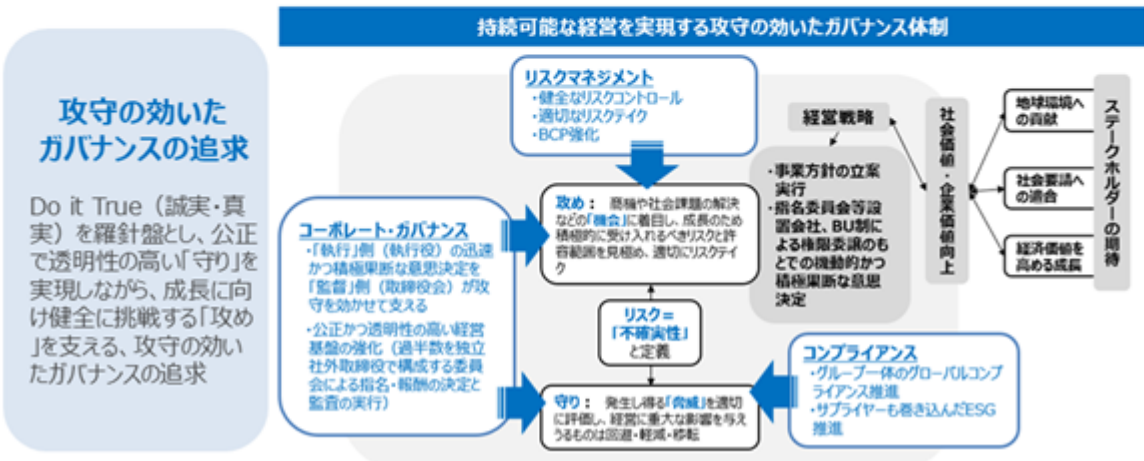 持続可能な経営を実現する攻守の効いたガバナンス体制
攻守の効いた
ガバナンスの追求
Do it True（誠実・真
実）を羅針盤とし、公正
で透明性の高い「守り」を
実現しながら、成長に向
け健全に挑戦する「攻め
」を支える、攻守の効い
たガバナンスの追求
リスクマネジメント
・健全なリスクコントロール
・適切なリスクテイク
・BCP強化
コーポレート・ガバナンス
・「執行」側（執行役）の迅速
かつ積極果断な意思決定を
「監督」側（取締役会）が攻
守を効かせて支える
・公正かつ透明性の高い経営
基盤の強化（過半数を独立
社外取締役で構成する委員
会による指名・報酬の決定と
監査の実行）
攻め： 商機や社会課題の解決
などの「機会」に着目し、成長のため
積極的に受け入れるべきリスクと許
容範囲を見極め、適切にリスクテイ
ク
リスク＝
「不確実性」
と定義
守り： 発生し得る「脅威」を適切
に評価し、経営に重大な影響を与え
うるものは回避・軽減・移転
経営戦略
・事業方針の立案
実行
・指名委員会等設
置会社、BU制に
よる権限委譲のも
とでの機動的かつ
積極果断な意思
決定
コンプライアンス
・グループ一体のグローバルコンプ
ライアンス推進
・サプライヤーも巻き込んだESG
推進
社会価値・企業価値向上
地球環境へ
の貢献
社会要請へ
の適合
経済価値を
高める成長
ステークホルダーの期待